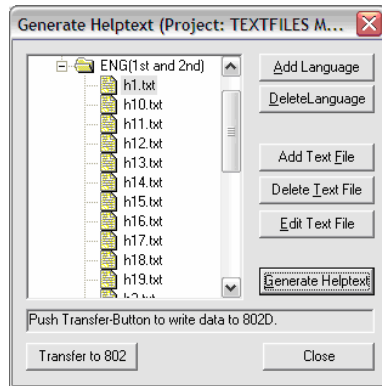 Generate Helptext (Project: TEXTFILES M...
ENG(1st and 2nd)
h1.txt
h10.txt
h11.txt
h12.txt
h13.txt
h14.txt
h15.txt
h16.txt
h17.txt
h18.txt
h19.txt
h2.txt
Add Language
DeleteLanguage
Add Text File
Delete Text File
Edit Text File
Generate Helptext
Push Transfer-Button to write data to 802D.
Transfer to 802
Close